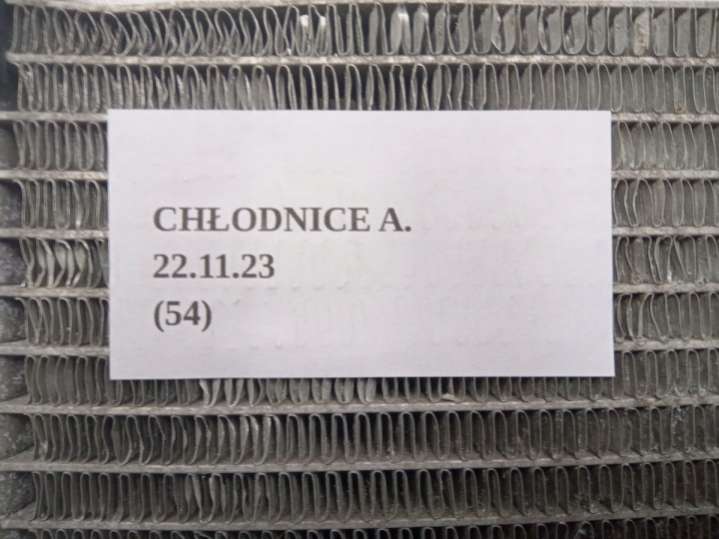 CHŁODNICE A.
22.11.23
(54)